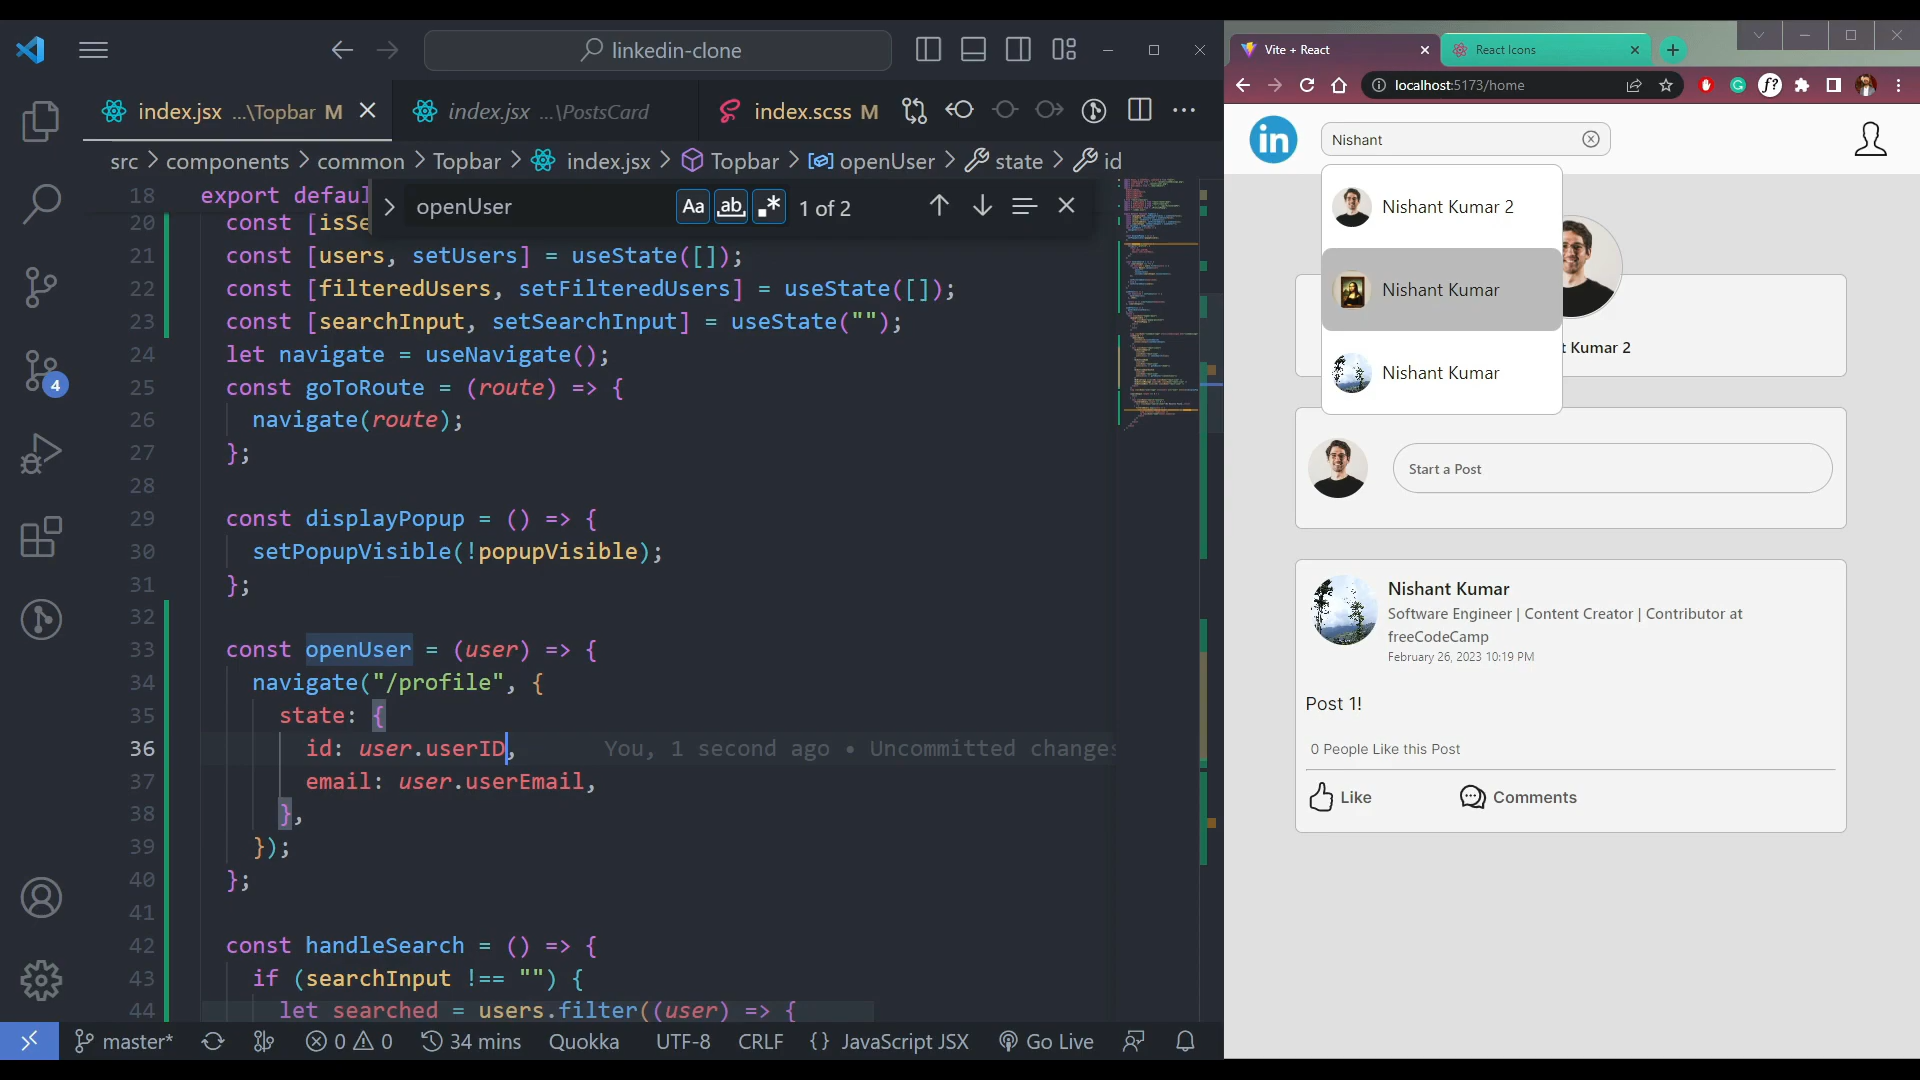 linkedin-clone
index.jsx ...\Topbar M
index.jsx ...\PostsCard
index.scss M
src > components > common > Topbar > index.jsx > Topbar > openUser > state > id
openUser
Aa
ab
.*
1 of 2
18 export defaul
20 const [isSe
21 const [users, setUsers] = useState([]);
22 const [filteredUsers, setFilteredUsers] = useState([]);
23 const [searchInput, setSearchInput] = useState("");
24 let navigate = useNavigate();
25 const goToRoute = (route) => {
26 navigate(route);
27 };
28
29 const displayPopup = () => {
30 setPopupVisible(!popupVisible);
31 };
32
33 const openUser = (user) => {
34 navigate("/profile", {
35 state: {
36 id: user.userID, You, 1 second ago • Uncommitted changes
37 email: user.userEmail,
38 },
39 });
40 };
41
42 const handleSearch = () => {
43 if (searchInput !== "") {
44 let searched = users.filter((user) => {
4
master*
0
0
34 mins
Quokka
UTF-8
CRLF
{} JavaScript JSX
Go Live
Vite + React
React Icons
localhost:5173/home
f?
in
Nishant
Nishant Kumar 2
Nishant Kumar
t Kumar 2
Nishant Kumar
Start a Post
Nishant Kumar
Software Engineer | Content Creator | Contributor at
freeCodeCamp
February 26, 2023 10:19 PM
Post 1!
0 People Like this Post
Like
Comments